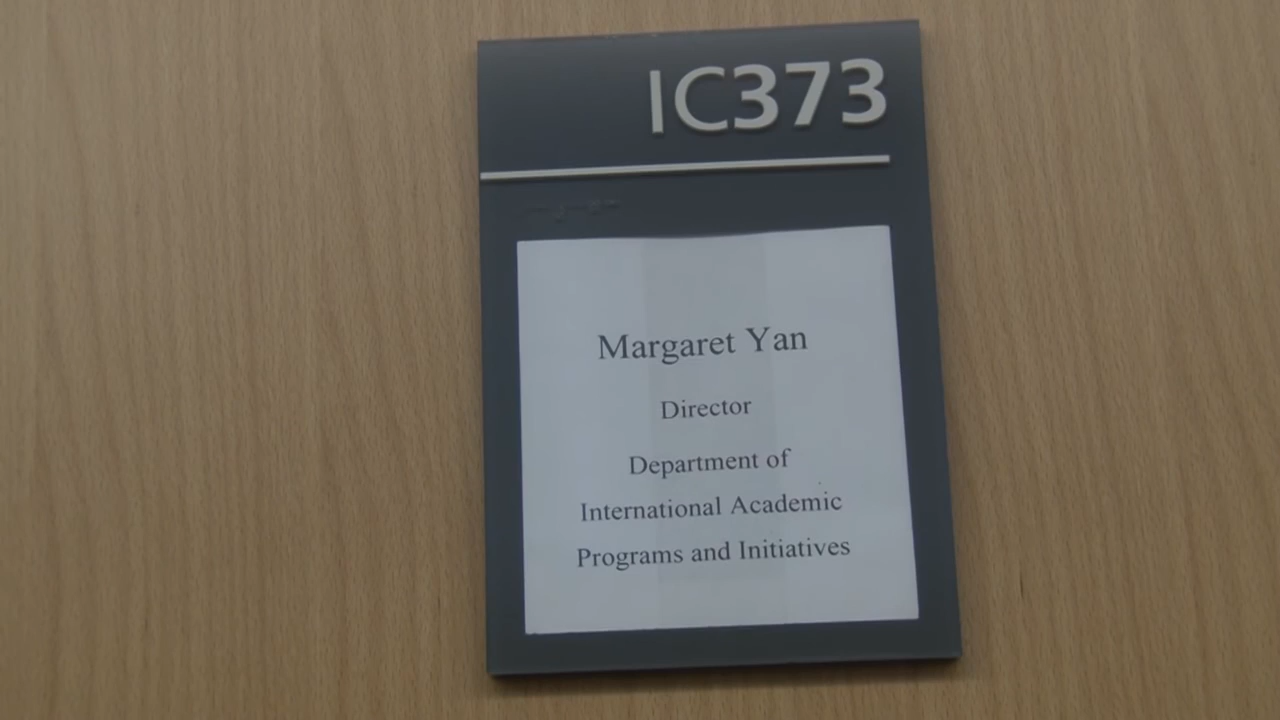 IC373
Margaret Yan
Director
Department of
International Academic
Programs and Initiatives